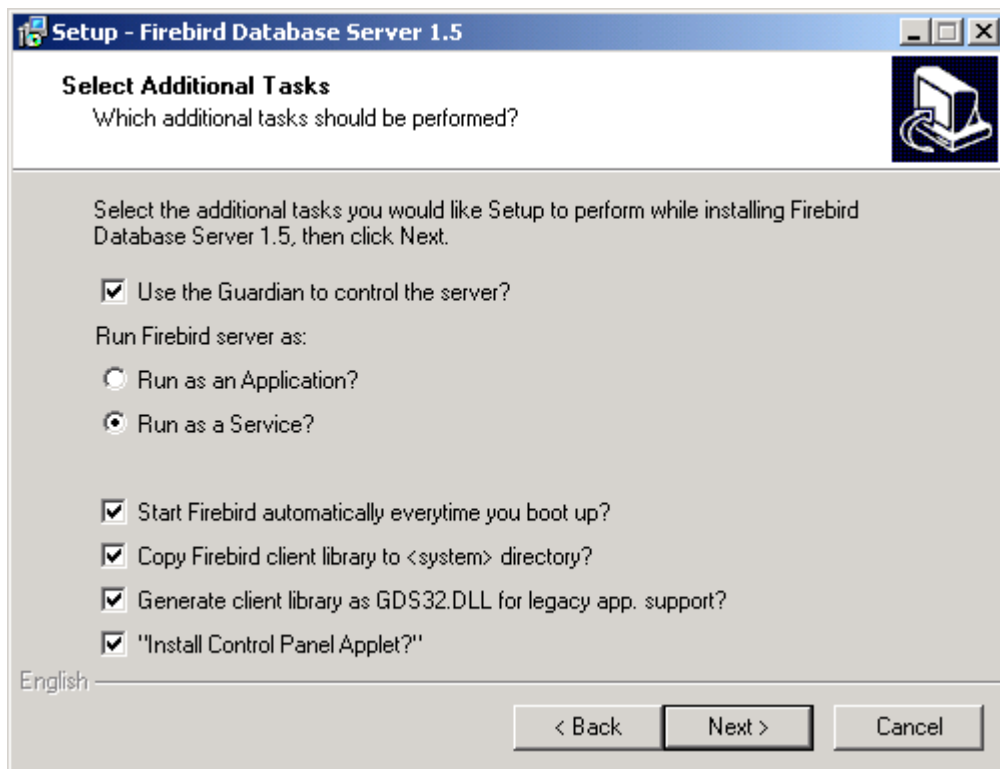 Setup - Firebird Database Server 1.5
Select Additional Tasks
Which additional tasks should be performed?
Select the additional tasks you would like Setup to perform while installing Firebird
Database Server 1.5, then click Next.
Use the Guardian to control the server?
Run Firebird server as:
Run as an Application?
Run as a Service?
Start Firebird automatically everytime you boot up?
Copy Firebird client library to <system> directory?
Generate client library as GDS32.DLL for legacy app. support?
"Install Control Panel Applet?"
English
< Back
Next >
Cancel